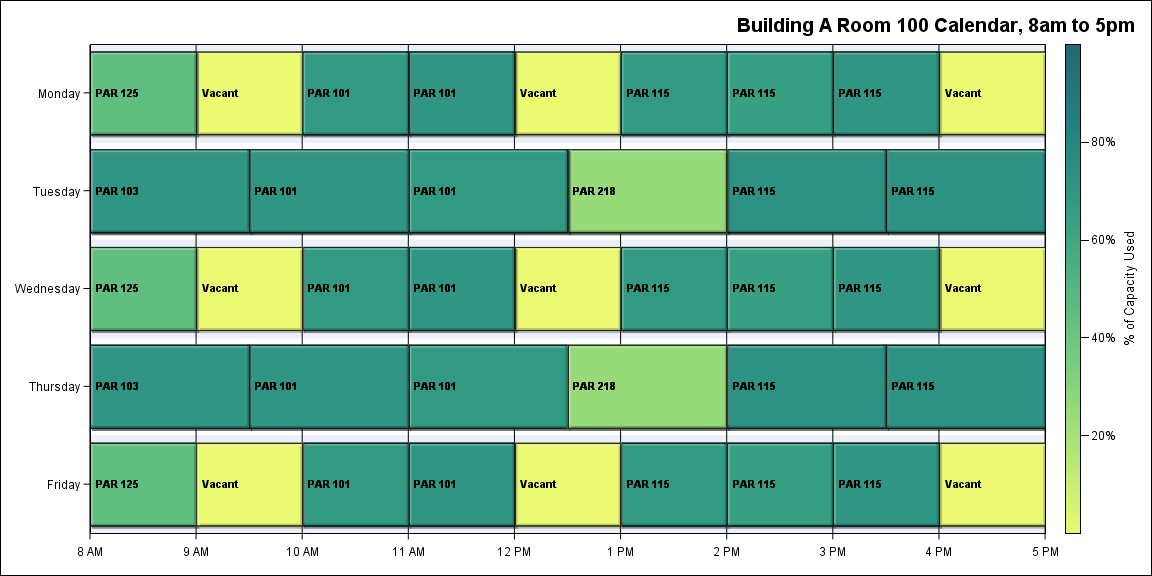 Building A Room 100 Calendar, 8am to 5pm
Monday
PAR 125
Vacant
PAR 101
PAR 101
Vacant
PAR 115
PAR 115
PAR 115
Vacant
Tuesday
PAR 103
PAR 101
PAR 101
PAR 218
PAR 115
PAR 115
Wednesday
PAR 125
Vacant
PAR 101
PAR 101
Vacant
PAR 115
PAR 115
PAR 115
Vacant
Thursday
PAR 103
PAR 101
PAR 101
PAR 218
PAR 115
PAR 115
Friday
PAR 125
Vacant
PAR 101
PAR 101
Vacant
PAR 115
PAR 115
PAR 115
Vacant
8 AM
9 AM
10 AM
11 AM
12 PM
1 PM
2 PM
3 PM
4 PM
5 PM
80%
60%
40%
20%
% of Capacity Used